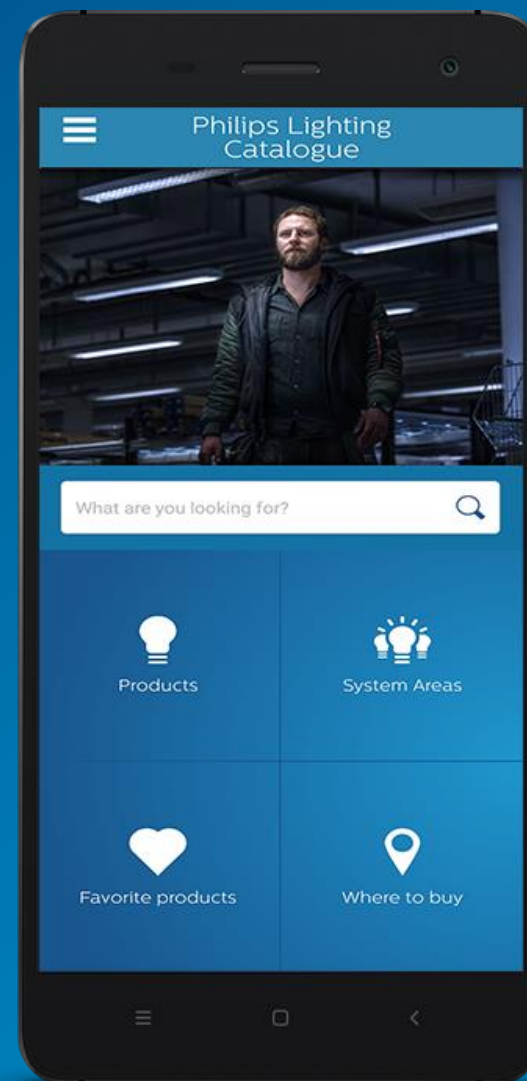 Philips Lighting
Catalogue
What are you looking for?
Products
System Areas
Favorite products
Where to buy